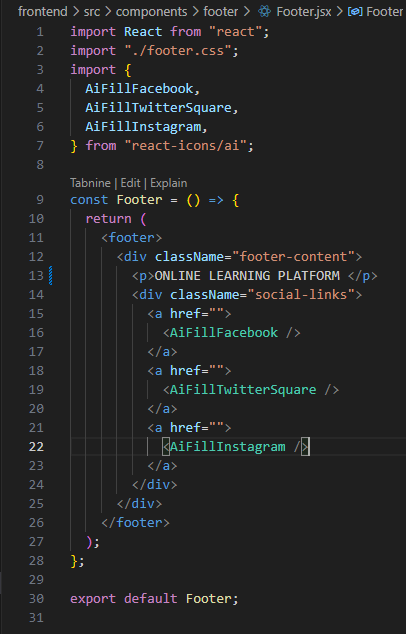 frontend > src > components > footer > Footer.jsx > Footer
1 import React from "react";
2 import "./footer.css";
3 import {
4   AiFillFacebook,
5   AiFillTwitterSquare,
6   AiFillInstagram,
7 } from "react-icons/ai";
8
Tabnine | Edit | Explain
9 const Footer = () => {
10   return (
11     <footer>
12       <div className="footer-content">
13         <p>ONLINE LEARNING PLATFORM </p>
14         <div className="social-links">
15           <a href="">
16             <AiFillFacebook />
17           </a>
18           <a href="">
19             <AiFillTwitterSquare />
20           </a>
21           <a href="">
22             <AiFillInstagram />
23           </a>
24         </div>
25       </div>
26     </footer>
27   );
28 };
29
30 export default Footer;
31